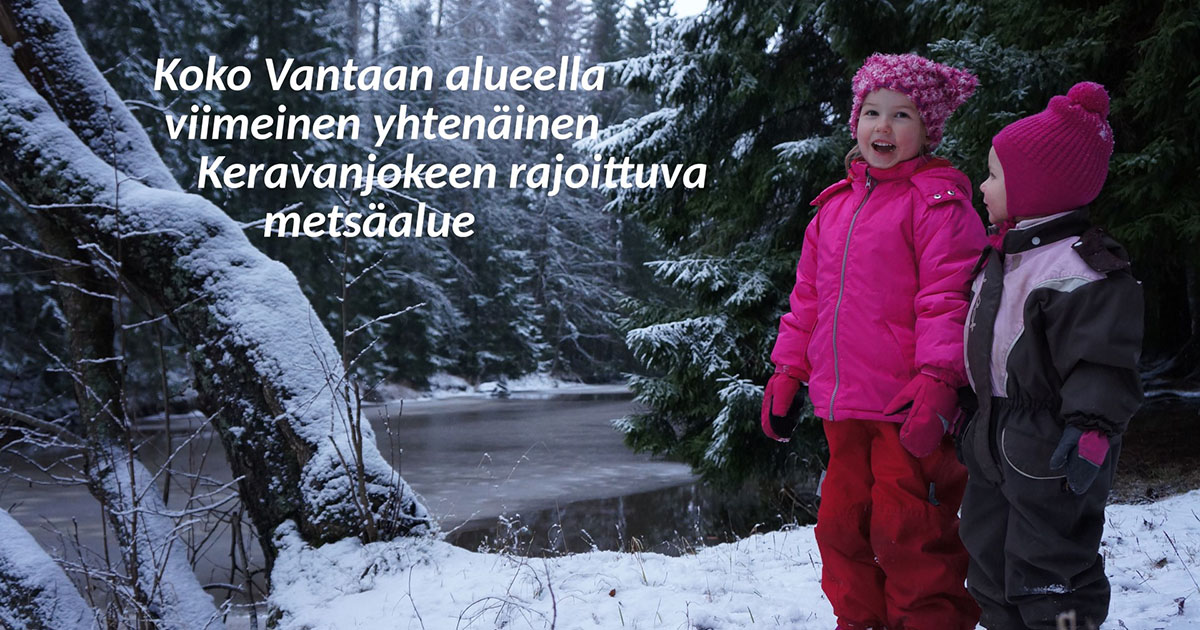 Koko Vantaan alueella
viimeinen yhtenäinen
Keravanjokeen rajoittuva
metsäalue